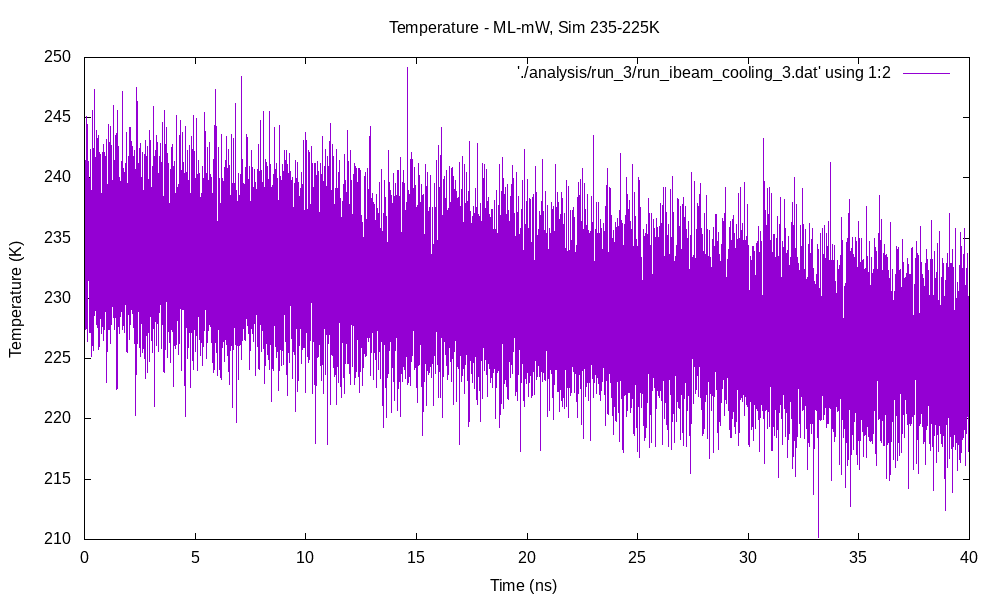 Temperature - ML-mW, Sim 235-225K
'./analysis/run_3/run_ibeam_cooling_3.dat' using 1:2
250
245
240
235
230
225
220
215
210
Temperature (K)
0 5 10 15 20 25 30 35 40
Time (ns)